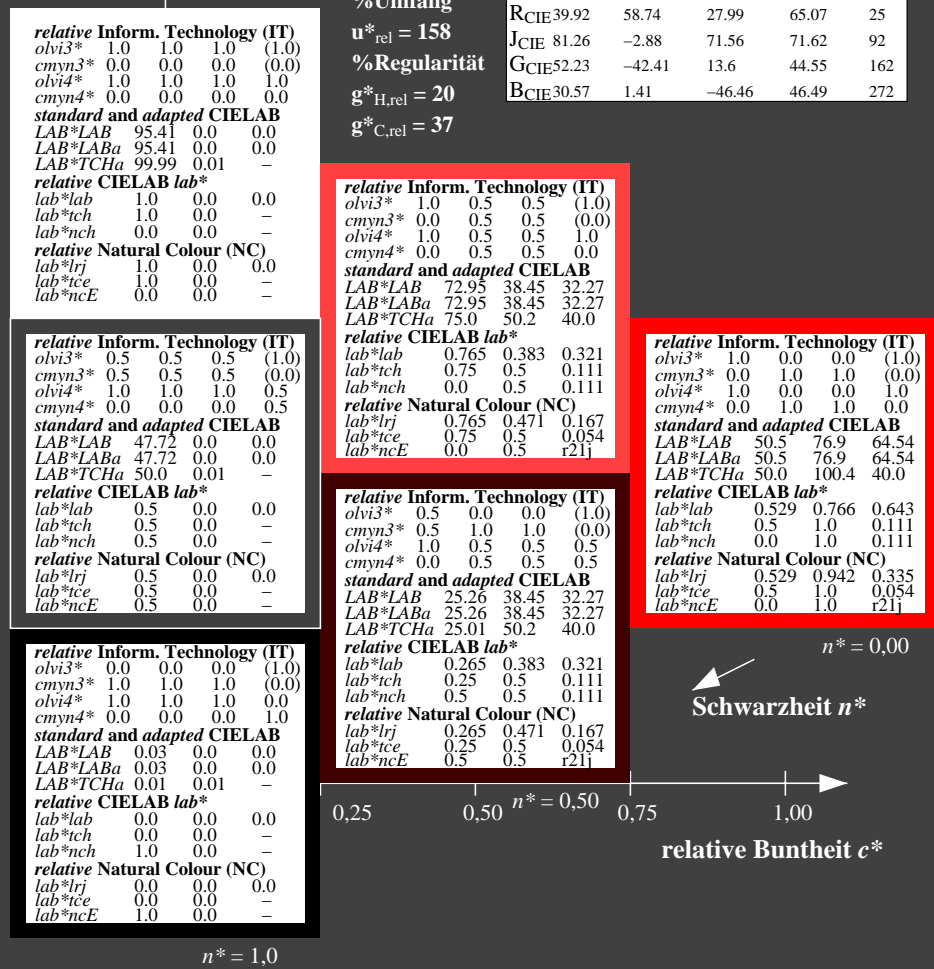 %Umfang
u*rel = 158
%Regularität
g*H,rel = 20
g*C,rel = 37
RCIE 39.92 58.74 27.99 65.07 25
JCIE 81.26 −2.88 71.56 71.62 92
GCIE 52.23 −42.41 13.6 44.55 162
BCIE 30.57 1.41 −46.46 46.49 272
relative Inform. Technology (IT)
olvi3* 1.0 1.0 1.0 (1.0)
cmyn3* 0.0 0.0 0.0 (0.0)
olvi4* 1.0 1.0 1.0 1.0
cmyn4* 0.0 0.0 0.0 0.0
standard and adapted CIELAB
LAB*LAB 95.41 0.0 0.0
LAB*LABa 95.41 0.0 0.0
LAB*TCHa 99.99 0.01 –
relative CIELAB lab*
lab*lab 1.0 0.0 0.0
lab*tch 1.0 0.0 –
lab*nch 0.0 0.0 –
relative Natural Colour (NC)
lab*lrj 1.0 0.0 0.0
lab*tce 1.0 0.0 –
lab*ncE 0.0 0.0 –
relative Inform. Technology (IT)
olvi3* 1.0 0.5 0.5 (1.0)
cmyn3* 0.0 0.5 0.5 (0.0)
olvi4* 1.0 0.5 0.5 1.0
cmyn4* 0.0 0.5 0.5 0.0
standard and adapted CIELAB
LAB*LAB 72.95 38.45 32.27
LAB*LABa 72.95 38.45 32.27
LAB*TCHa 75.0 50.2 40.0
relative CIELAB lab*
lab*lab 0.765 0.383 0.321
lab*tch 0.75 0.5 0.111
lab*nch 0.0 0.5 0.111
relative Natural Colour (NC)
lab*lrj 0.765 0.471 0.167
lab*tce 0.75 0.5 0.054
lab*ncE 0.0 0.5 r21j
relative Inform. Technology (IT)
olvi3* 0.5 0.5 0.5 (1.0)
cmyn3* 0.5 0.5 0.5 (0.0)
olvi4* 1.0 1.0 1.0 0.5
cmyn4* 0.0 0.0 0.0 0.5
standard and adapted CIELAB
LAB*LAB 47.72 0.0 0.0
LAB*LABa 47.72 0.0 0.0
LAB*TCHa 50.0 0.01 –
relative CIELAB lab*
lab*lab 0.5 0.0 0.0
lab*tch 0.5 0.0 –
lab*nch 0.5 0.0 –
relative Natural Colour (NC)
lab*lrj 0.5 0.0 0.0
lab*tce 0.5 0.0 –
lab*ncE 0.5 0.0 –
relative Inform. Technology (IT)
olvi3* 1.0 0.0 0.0 (1.0)
cmyn3* 0.0 1.0 1.0 (0.0)
olvi4* 1.0 0.0 0.0 1.0
cmyn4* 0.0 1.0 1.0 0.0
standard and adapted CIELAB
LAB*LAB 50.5 76.9 64.54
LAB*LABa 50.5 76.9 64.54
LAB*TCHa 50.0 100.4 40.0
relative CIELAB lab*
lab*lab 0.529 0.766 0.643
lab*tch 0.5 1.0 0.111
lab*nch 0.0 1.0 0.111
relative Natural Colour (NC)
lab*lrj 0.529 0.942 0.335
lab*tce 0.5 1.0 0.054
lab*ncE 0.0 1.0 r21j
n* = 0,00
relative Inform. Technology (IT)
olvi3* 0.5 0.0 0.0 (1.0)
cmyn3* 0.5 1.0 1.0 (0.0)
olvi4* 1.0 0.5 0.5 0.5
cmyn4* 0.0 0.5 0.5 0.5
standard and adapted CIELAB
LAB*LAB 25.26 38.45 32.27
LAB*LABa 25.26 38.45 32.27
LAB*TCHa 25.01 50.2 40.0
relative CIELAB lab*
lab*lab 0.265 0.383 0.321
lab*tch 0.25 0.5 0.111
lab*nch 0.5 0.5 0.111
relative Natural Colour (NC)
lab*lrj 0.265 0.471 0.167
lab*tce 0.25 0.5 0.054
lab*ncE 0.5 0.5 r21j
Schwarzheit n*
relative Inform. Technology (IT)
olvi3* 0.0 0.0 0.0 (1.0)
cmyn3* 1.0 1.0 1.0 (0.0)
olvi4* 1.0 1.0 1.0 0.0
cmyn4* 0.0 0.0 0.0 1.0
standard and adapted CIELAB
LAB*LAB 0.03 0.0 0.0
LAB*LABa 0.03 0.0 0.0
LAB*TCHa 0.01 0.01 –
relative CIELAB lab*
lab*lab 0.0 0.0 0.0
lab*tch 0.0 0.0 –
lab*nch 1.0 0.0 –
relative Natural Colour (NC)
lab*lrj 0.0 0.0 0.0
lab*tce 0.0 0.0 –
lab*ncE 1.0 0.0 –
n* = 0,50
0,25 0,50 0,75 1,00
relative Buntheit c*
n* = 1,0